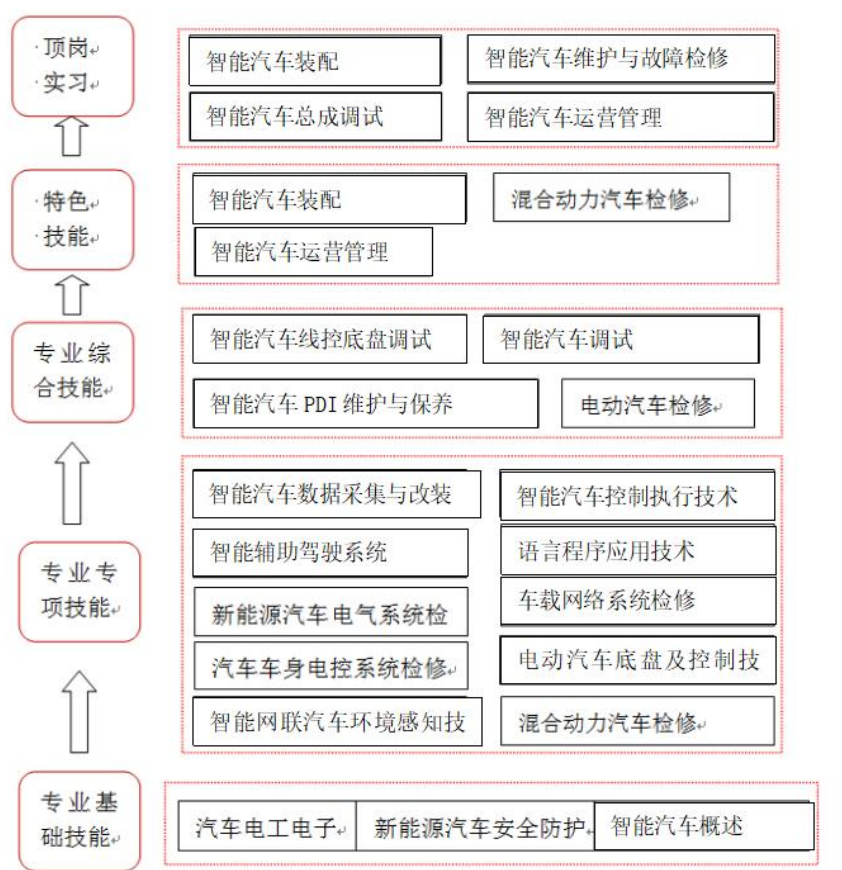 ·顶岗
·实习
智能汽车装配
智能汽车维护与故障检修
智能汽车总成调试
智能汽车运营管理
·特色
·技能
智能汽车装配
混合动力汽车检修
智能汽车运营管理
专业综
合技能
智能汽车线控底盘调试
智能汽车调试
智能汽车 PDI 维护与保养
电动汽车检修
专业专
项技能
智能汽车数据采集与改装
智能汽车控制执行技术
智能辅助驾驶系统
语言程序应用技术
新能源汽车电气系统检
车载网络系统检修
汽车车身电控系统检修
电动汽车底盘及控制技
智能网联汽车环境感知技
混合动力汽车检修
专业基
础技能
汽车电工电子
新能源汽车安全防护
智能汽车概述